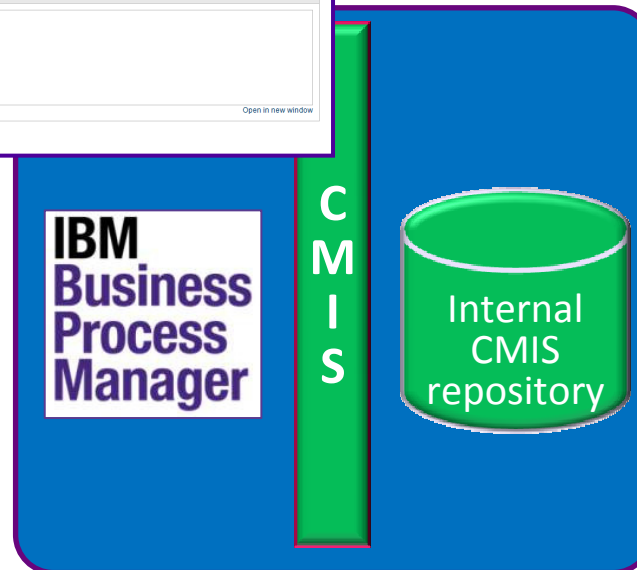 Open in new window
IBM
Business
Process
Manager
C
M
I
S
Internal
CMIS
repository